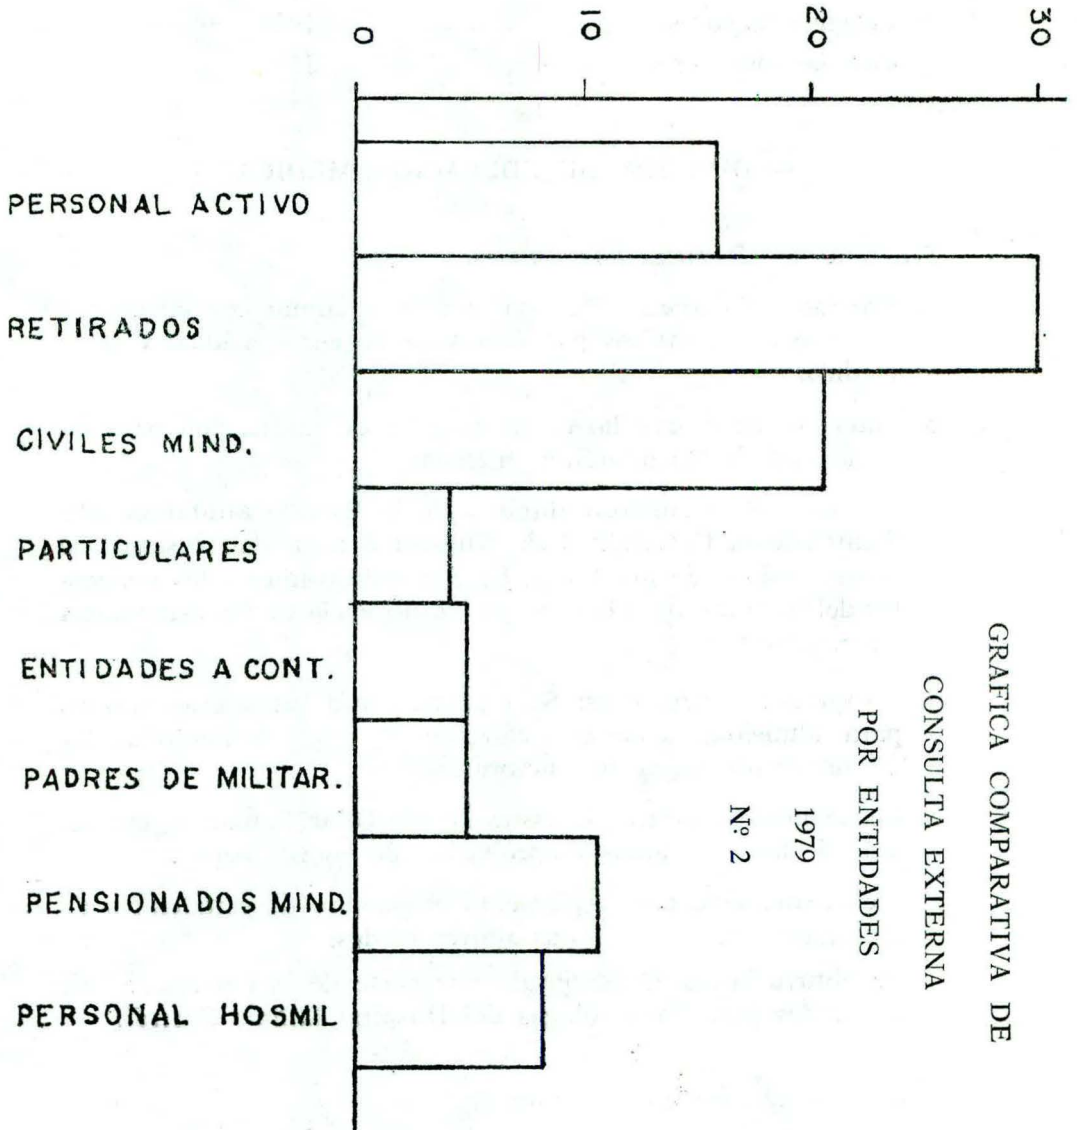 GRAFICA COMPARATIVA DE
CONSULTA EXTERNA
POR ENTIDADES
1979
Nº 2
30
20
10
0
PERSONAL ACTIVO
RETIRADOS
CIVILES MIND.
PARTICULARES
ENTIDADES A CONT.
PADRES DE MILITAR.
PENSIONADOS MIND.
PERSONAL HOSMIL